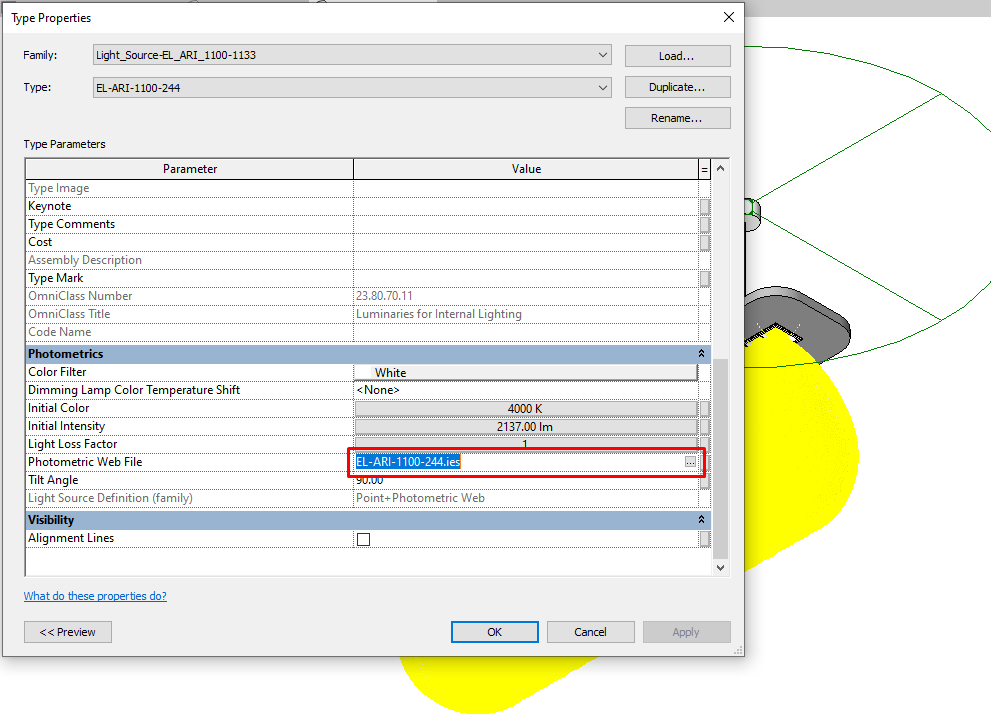 Type Properties
Family: Light_Source-EL_ARI_1100-1133 Load...
Type: EL-ARI-1100-244 Duplicate...
Rename...
Type Parameters
Parameter Value =
Type Image
Keynote
Type Comments
Cost
Assembly Description
Type Mark
OmniClass Number 23.80.70.11
OmniClass Title Luminaries for Internal Lighting
Code Name
Photometrics
Color Filter White
Dimming Lamp Color Temperature Shift <None>
Initial Color 4000 K
Initial Intensity 2137.00 lm
Light Loss Factor 1
Photometric Web File EL-ARI-1100-244.ies ...
Tilt Angle 90.00
Light Source Definition (family) Point+Photometric Web
Visibility
Alignment Lines
What do these properties do?
<< Preview OK Cancel Apply